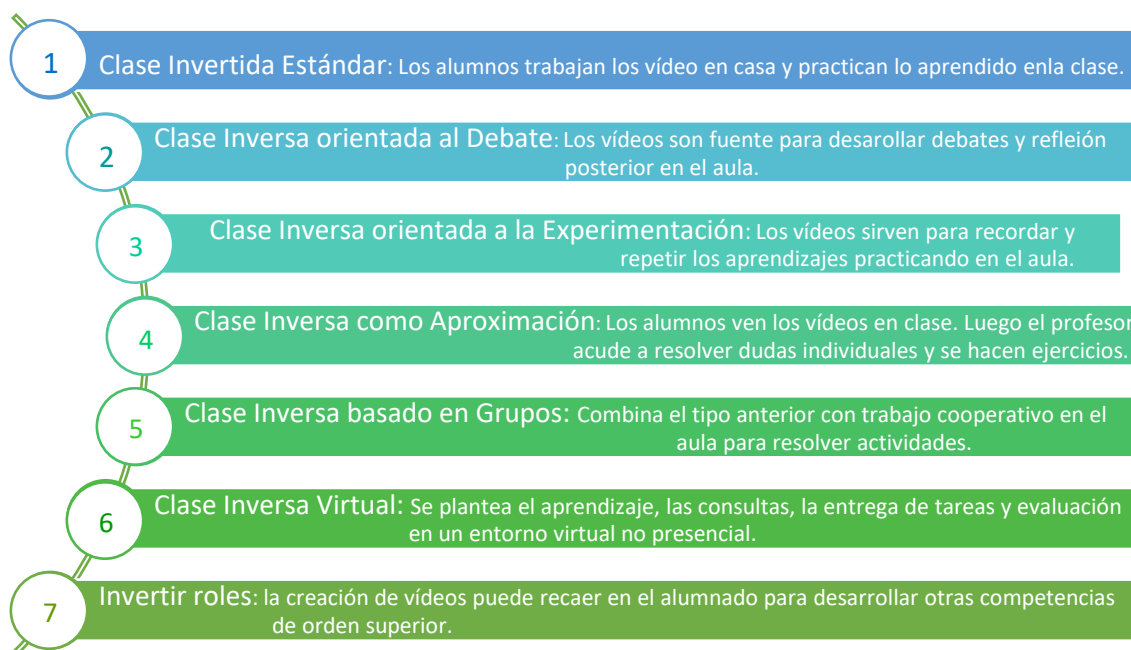 1
Clase Invertida Estándar: Los alumnos trabajan los vídeo en casa y practican lo aprendido enla clase.
2
Clase Inversa orientada al Debate: Los vídeos son fuente para desarollar debates y refleión
posterior en el aula.
3
Clase Inversa orientada a la Experimentación: Los vídeos sirven para recordar y
repetir los aprendizajes practicando en el aula.
4
Clase Inversa como Aproximación: Los alumnos ven los vídeos en clase. Luego el profesor
acude a resolver dudas individuales y se hacen ejercicios.
5
Clase Inversa basado en Grupos: Combina el tipo anterior con trabajo cooperativo en el
aula para resolver actividades.
6
Clase Inversa Virtual: Se plantea el aprendizaje, las consultas, la entrega de tareas y evaluación
en un entorno virtual no presencial.
7
Invertir roles: la creación de vídeos puede recaer en el alumnado para desarrollar otras competencias
de orden superior.